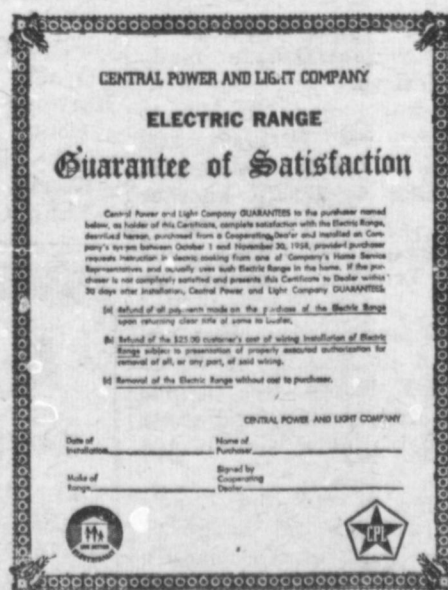 CENTRAL POWER AND LIGHT COMPANY
ELECTRIC RANGE
Guarantee of Satisfaction
Central Power and Light Company GUARANTEES to the purchaser named
below, as holder of this Certificate, complete satisfaction with the Electric Range,
described hereon, purchased from a Cooperating Dealer and installed on Com-
pany's system between October 1 and November 30, 1958, provided purchaser
requests instruction in electric cooking from one of Company's Home Service
Representatives and actually uses such Electric Range in the home. If the pur-
chaser is not completely satisfied and presents this Certificate to Dealer within
30 days after installation, Central Power and Light Company GUARANTEES:
(a) Refund of all payments made on the purchase of the Electric Range
upon returning clear title of same to Dealer,
(b) Refund of the $25.00 customer's cost of wiring installation of Electric
Range subject to presentation of properly executed authorization for
removal of all, or any part, of said wiring.
(c) Removal of the Electric Range without cost to purchaser.
CENTRAL POWER AND LIGHT COMPANY
Date of Installation
Name of Purchaser
Make of Range
Signed by Cooperating Dealer
CPL